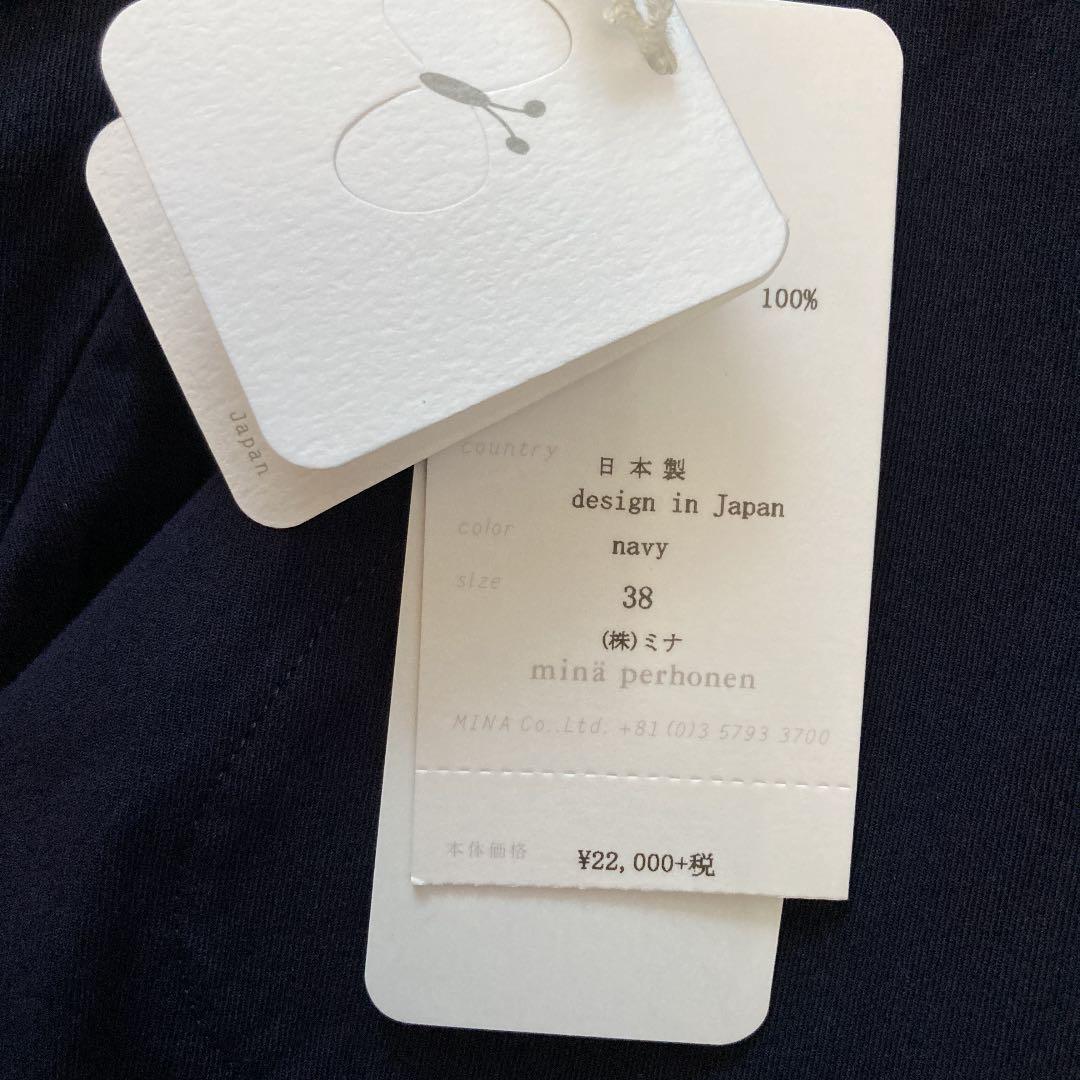 100%
Japan
country 日本製
design in Japan
color navy
size 38
(株)ミナ
minä perhonen
MINA Co.,Ltd. +81 (0)3 5793 3700
本体価格 ¥22,000+税